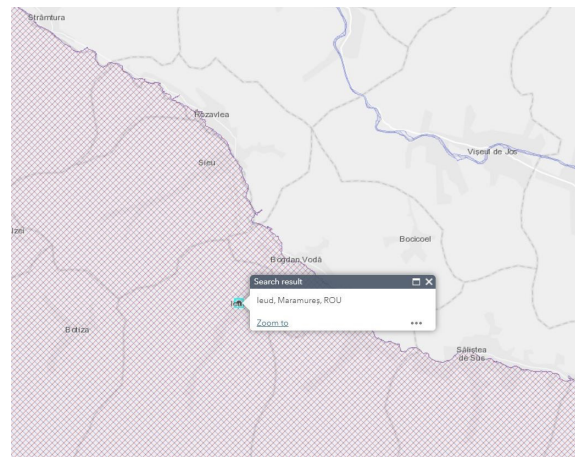 Strâmtura
Rozavlea
Vișeul de Jos
Sieu
Bocicoel
Bogdan Vodă
Search result
Ieud, Maramureș, ROU
Zoom to
Botiza
Săliștea
de Sus